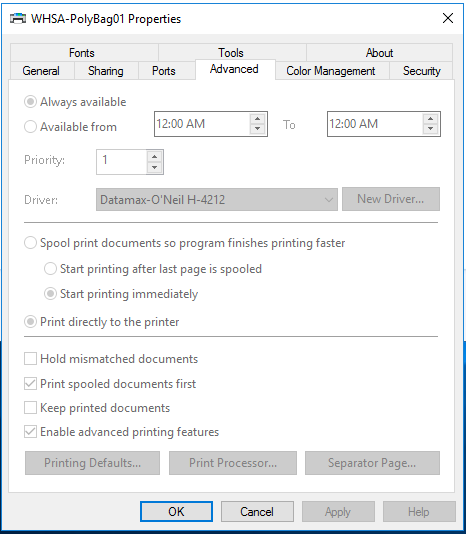 WHSA-PolyBag01 Properties
Fonts Tools About
General Sharing Ports Advanced Color Management Security
Always available
Available from 12:00 AM To 12:00 AM
Priority: 1
Driver: Datamax-O'Neil H-4212 New Driver...
Spool print documents so program finishes printing faster
Start printing after last page is spooled
Start printing immediately
Print directly to the printer
Hold mismatched documents
Print spooled documents first
Keep printed documents
Enable advanced printing features
Printing Defaults... Print Processor... Separator Page...
OK Cancel Apply Help